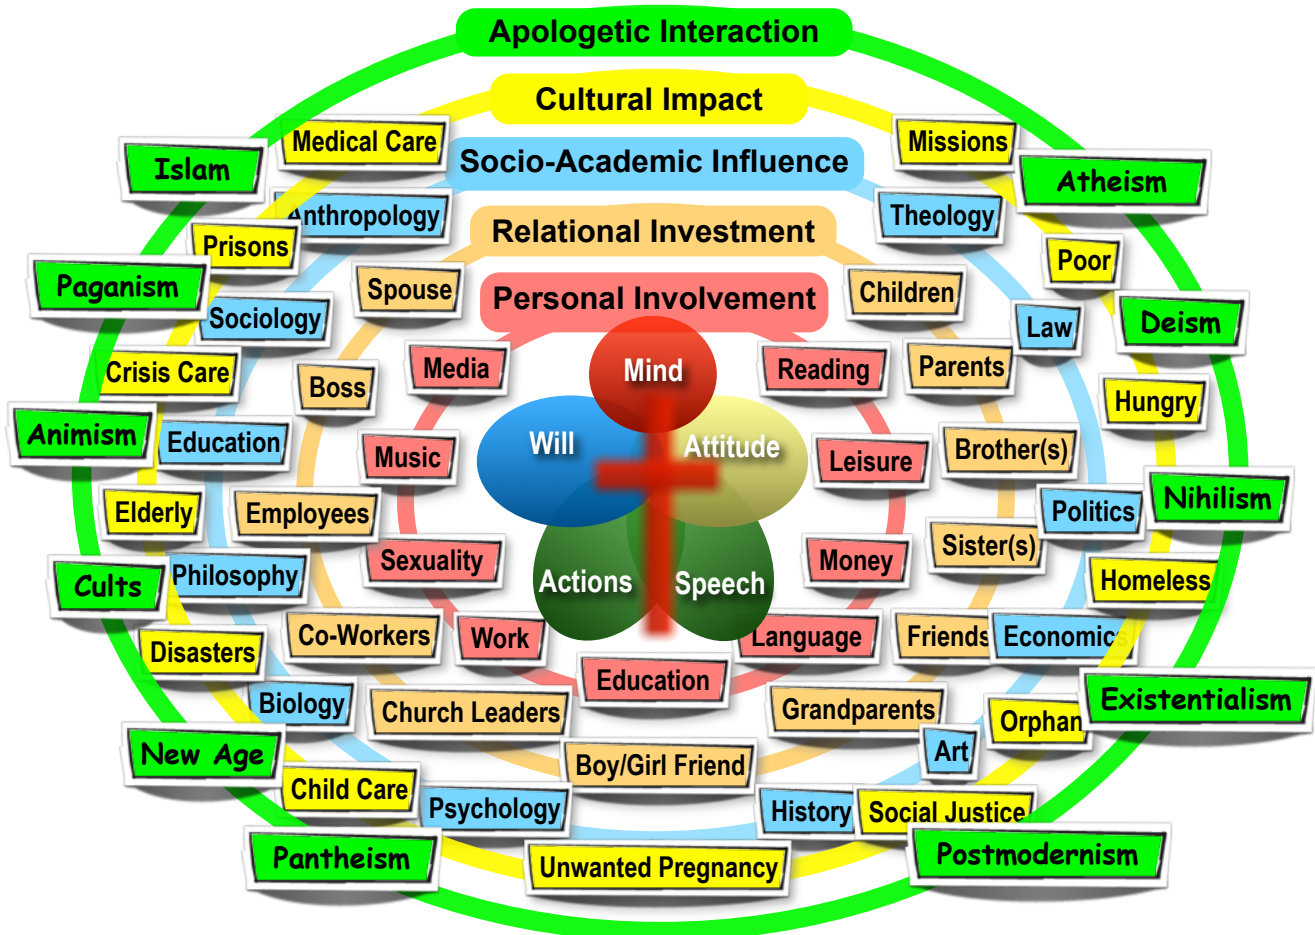 Apologetic Interaction
Cultural Impact
Medical Care
Missions
Socio-Academic Influence
Islam
Atheism
Anthropology
Theology
Relational Investment
Prisons
Poor
Paganism
Spouse
Personal Involvement
Children
Sociology
Law
Deism
Crisis Care
Media
Mind
Reading
Parents
Boss
Hungry
Animism
Education
Music
Will
Attitude
Leisure
Brother(s)
Nihilism
Elderly
Employees
Politics
Sister(s)
Cults
Philosophy
Sexuality
Actions
Speech
Money
Homeless
Disasters
Co-Workers
Work
Language
Friends
Economics
Education
Biology
Church Leaders
Grandparents
Orphan
Existentialism
New Age
Boy/Girl Friend
Art
Child Care
Psychology
History
Social Justice
Pantheism
Unwanted Pregnancy
Postmodernism